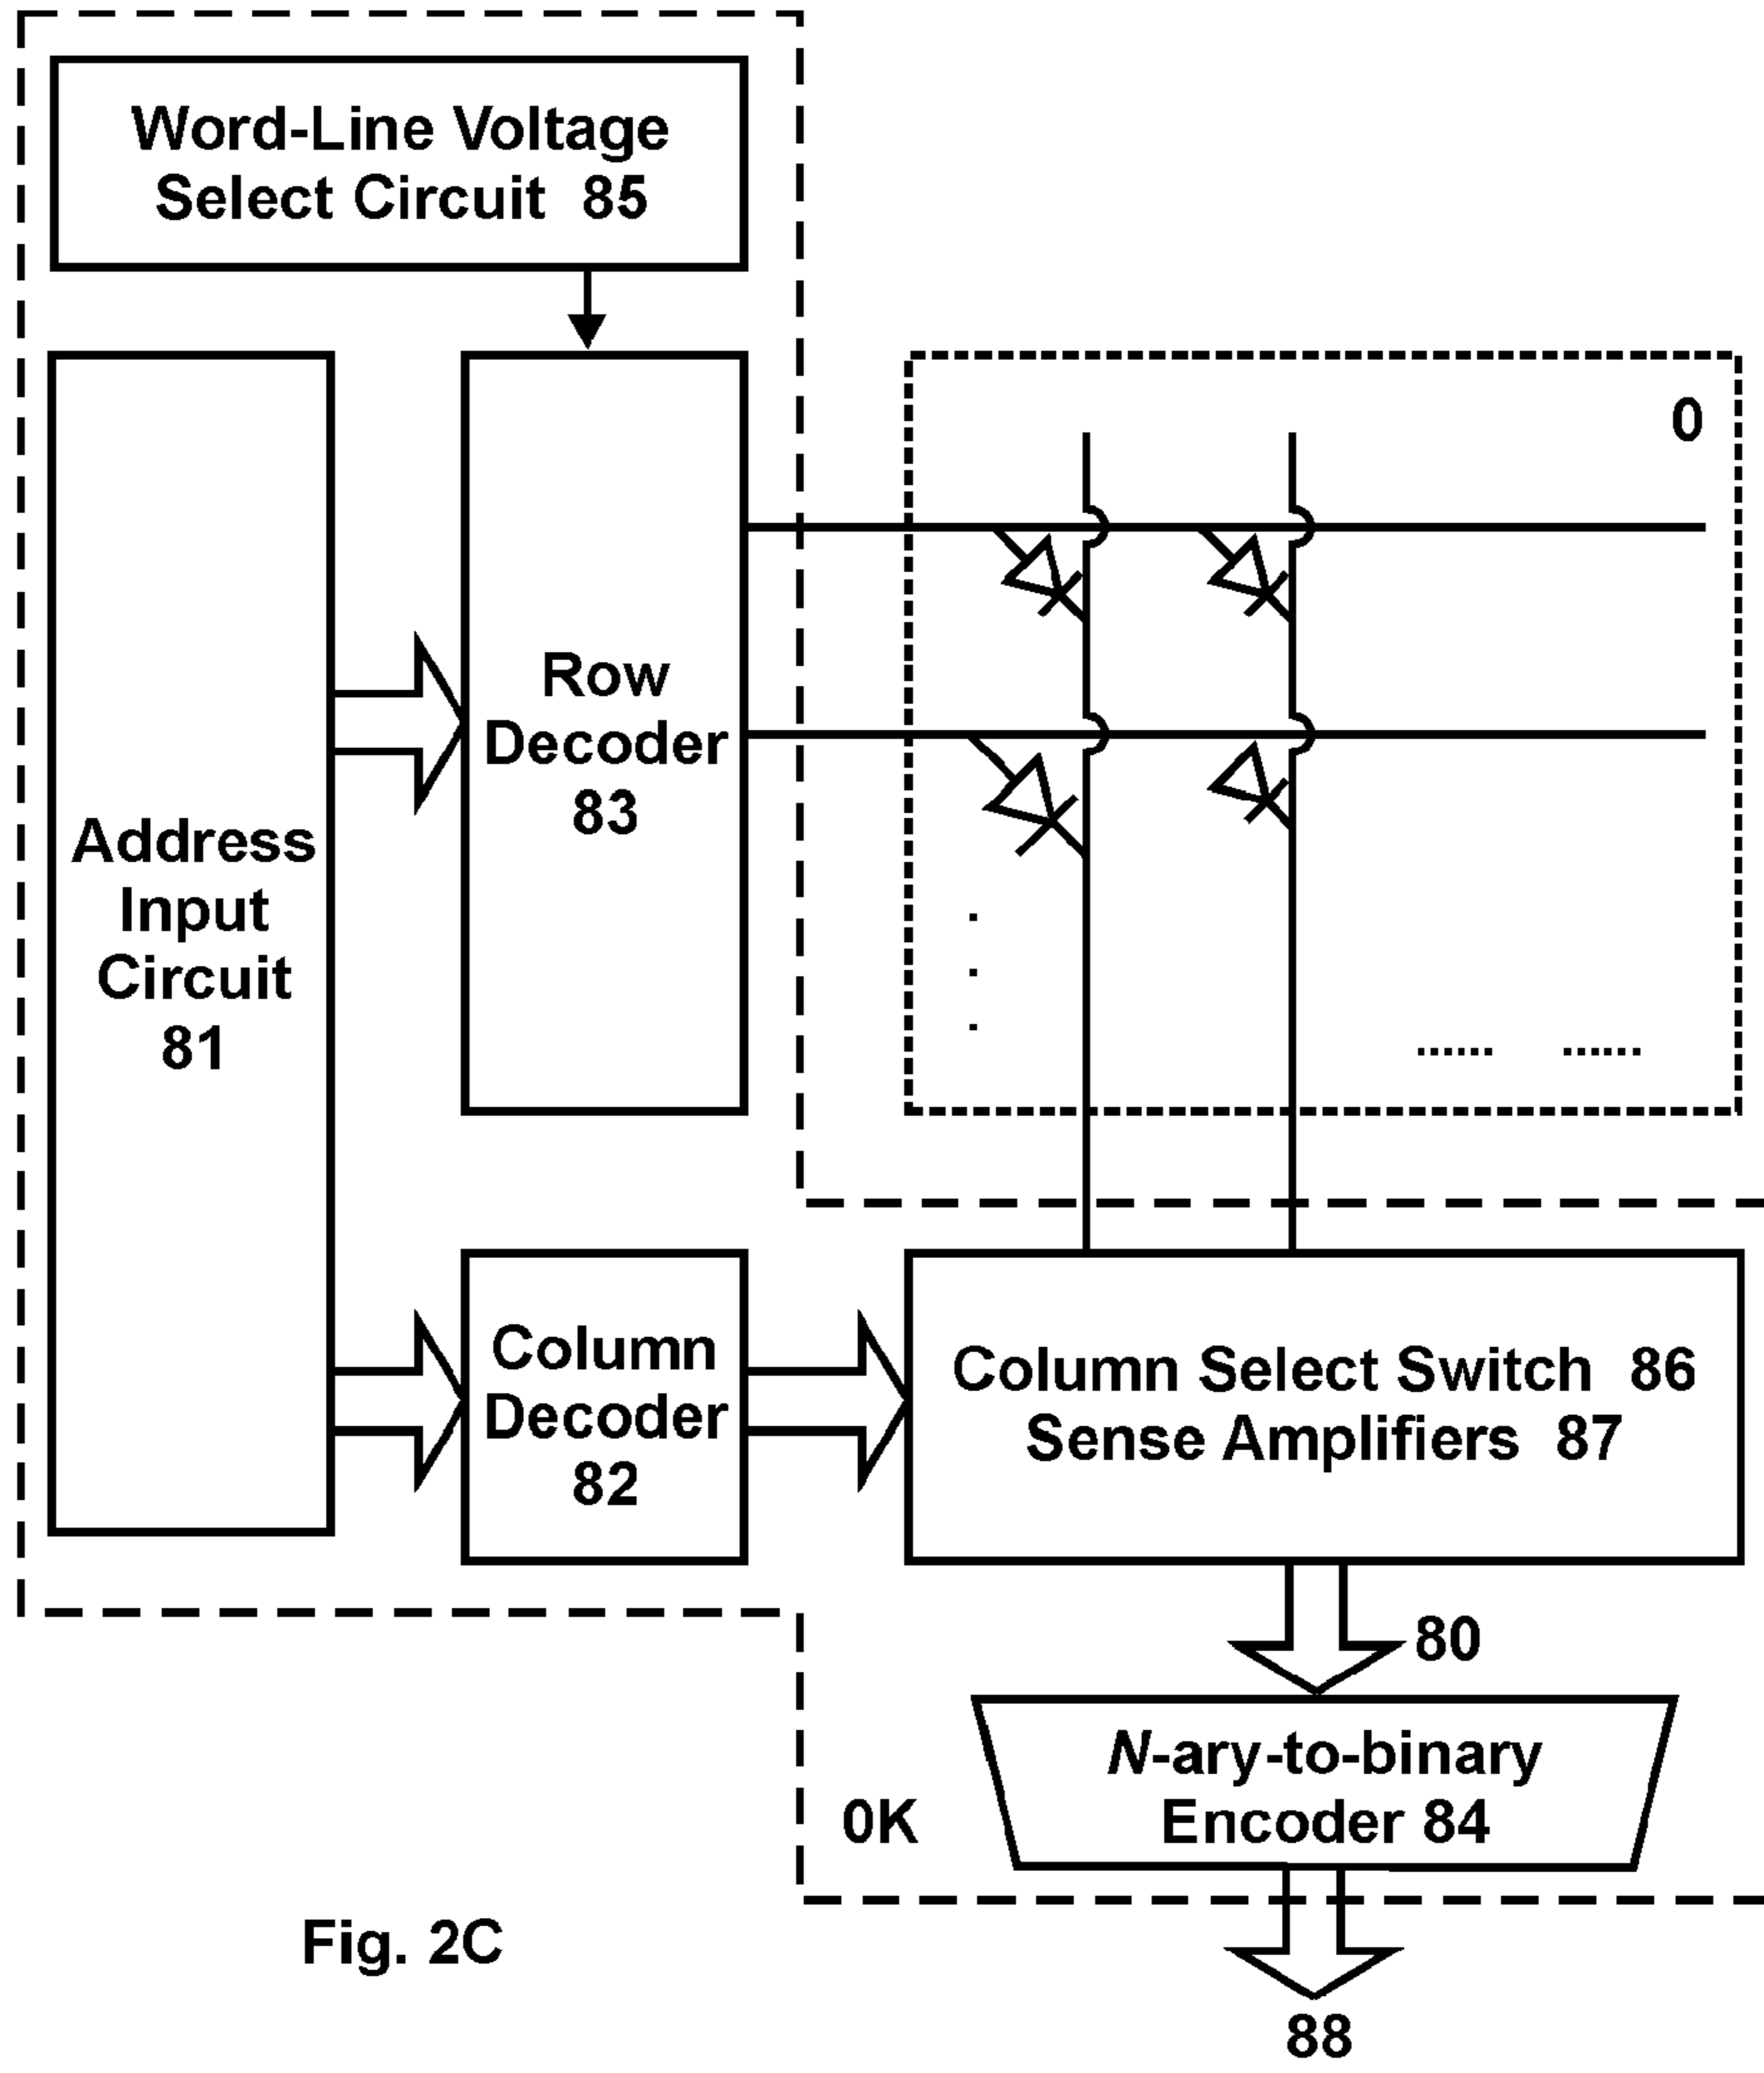 Word-Line Voltage
Select Circuit 85
0
Row
Decoder
83
Address
Input
Circuit
81
Column
Decoder
82
Column Select Switch 86
Sense Amplifiers 87
80
N-ary-to-binary
Encoder 84
0K
Fig. 2C
88